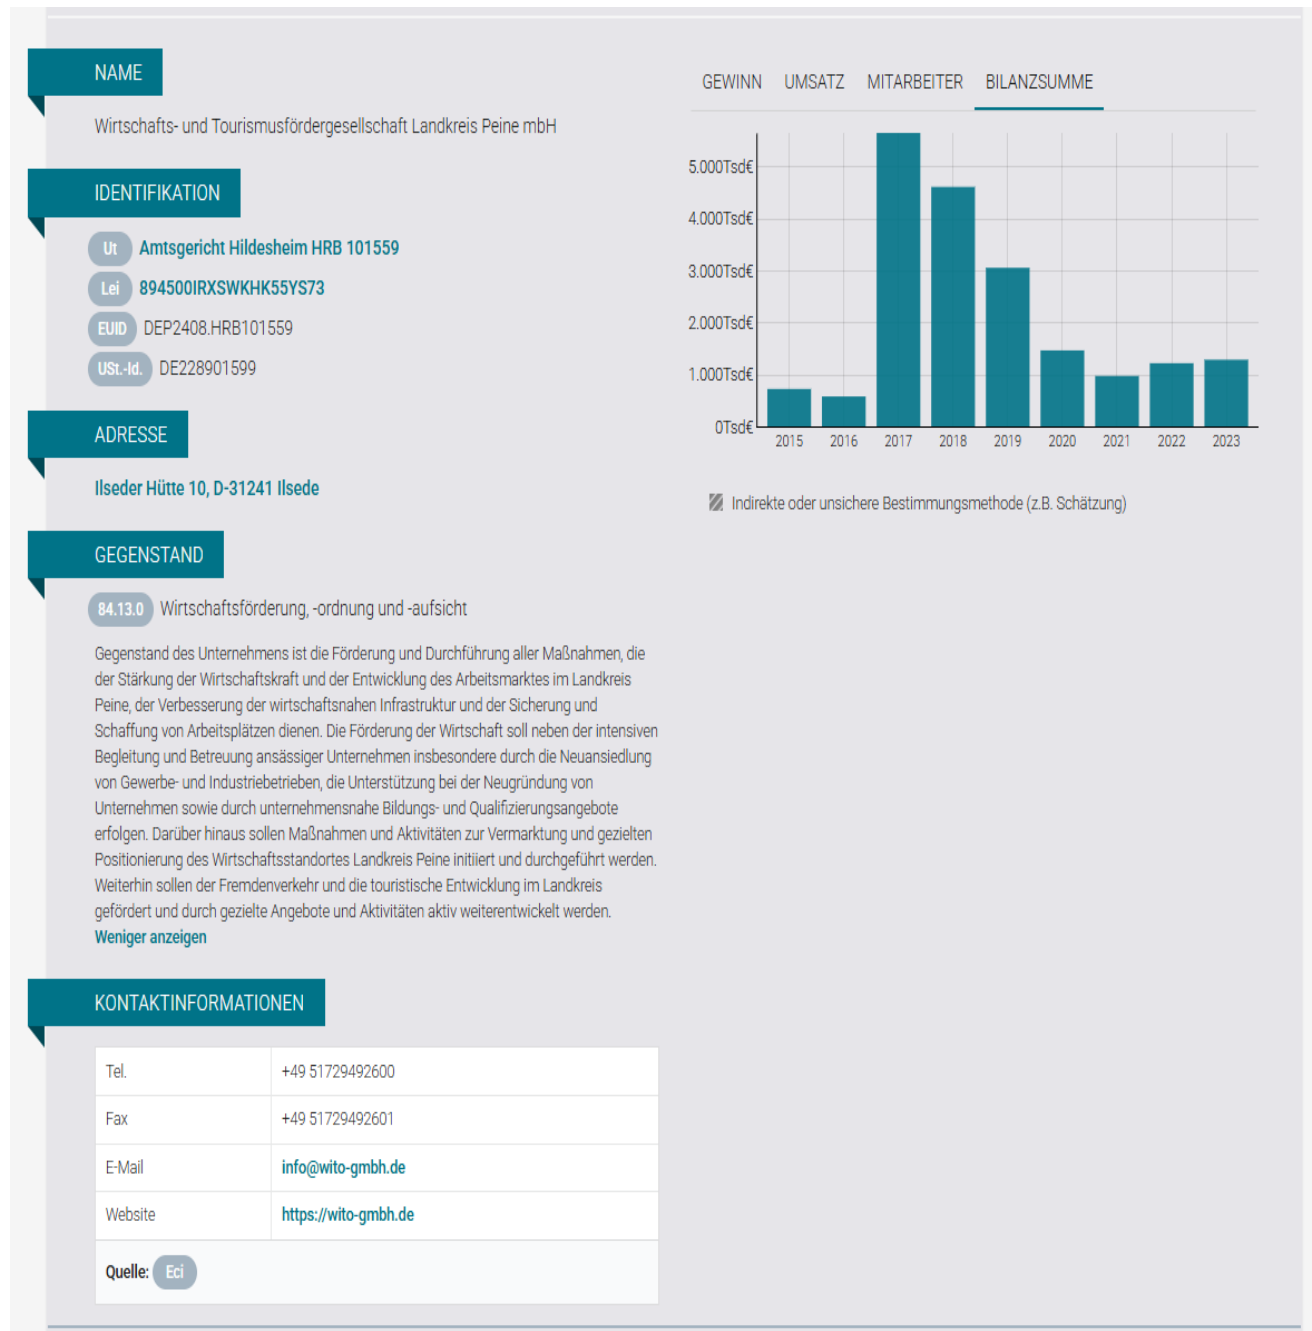 NAME
Wirtschafts- und Tourismusfördergesellschaft Landkreis Peine mbH
IDENTIFIKATION
Ut Amtsgericht Hildesheim HRB 101559
Lei 894500IRXSWKHK55YS73
EUID DEP2408.HRB101559
USt.-Id. DE228901599
ADRESSE
Ilseder Hütte 10, D-31241 Ilsede
GEGENSTAND
84.13.0 Wirtschaftsförderung, -ordnung und -aufsicht
Gegenstand des Unternehmens ist die Förderung und Durchführung aller Maßnahmen, die
der Stärkung der Wirtschaftskraft und der Entwicklung des Arbeitsmarktes im Landkreis
Peine, der Verbesserung der wirtschaftsnahen Infrastruktur und der Sicherung und
Schaffung von Arbeitsplätzen dienen. Die Förderung der Wirtschaft soll neben der intensiven
Begleitung und Betreuung ansässiger Unternehmen insbesondere durch die Neuansiedlung
von Gewerbe- und Industriebetrieben, die Unterstützung bei der Neugründung von
Unternehmen sowie durch unternehmensnahe Bildungs- und Qualifizierungsangebote
erfolgen. Darüber hinaus sollen Maßnahmen und Aktivitäten zur Vermarktung und gezielten
Positionierung des Wirtschaftsstandortes Landkreis Peine initiiert und durchgeführt werden.
Weiterhin sollen der Fremdenverkehr und die touristische Entwicklung im Landkreis
gefördert und durch gezielte Angebote und Aktivitäten aktiv weiterentwickelt werden.
Weniger anzeigen
KONTAKTINFORMATIONEN
Tel. +49 51729492600
Fax +49 51729492601
E-Mail info@wito-gmbh.de
Website https://wito-gmbh.de
Quelle: Eci
GEWINN UMSATZ MITARBEITER BILANZSUMME
5.000Tsd€
4.000Tsd€
3.000Tsd€
2.000Tsd€
1.000Tsd€
0Tsd€
2015 2016 2017 2018 2019 2020 2021 2022 2023
Indirekte oder unsichere Bestimmungsmethode (z.B. Schätzung)